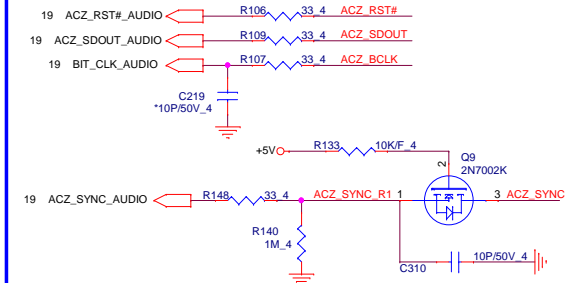 19 ACZ_RST#_AUDIO R106 33_4 ACZ_RST#
19 ACZ_SDOUT_AUDIO R109 33_4 ACZ_SDOUT
19 BIT_CLK_AUDIO R107 33_4 ACZ_BCLK
C219
*10P/50V_4
+5V R133 10K/F_4 Q9
2 2N7002K
19 ACZ_SYNC_AUDIO R148 33_4 ACZ_SYNC_R1 1 3 ACZ_SYNC
R140
1M_4
C310 10P/50V_4